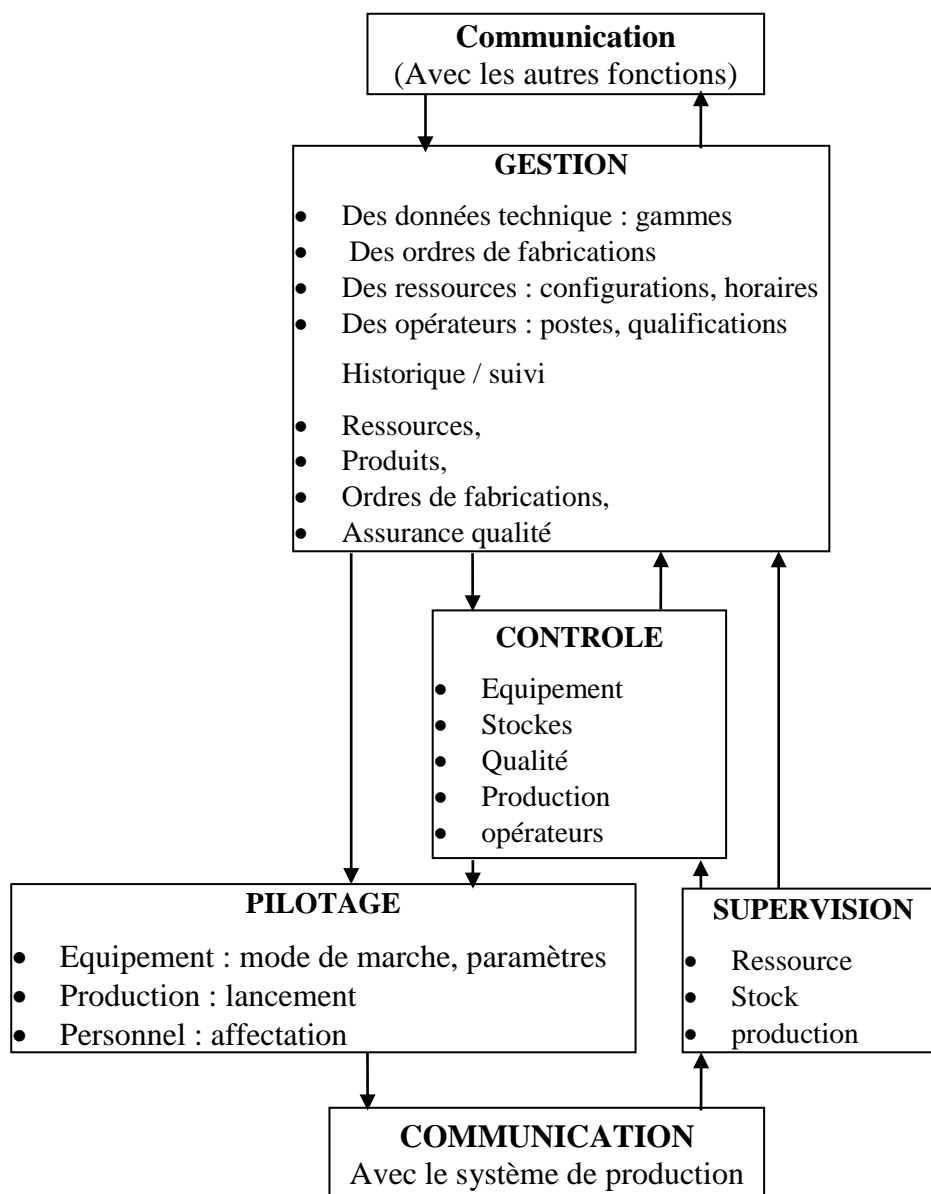 Communication
(Avec les autres fonctions)
GESTION
• Des données technique : gammes
• Des ordres de fabrications
• Des ressources : configurations, horaires
• Des opérateurs : postes, qualifications
Historique / suivi
• Ressources,
• Produits,
• Ordres de fabrications,
• Assurance qualité
CONTROLE
• Equipement
• Stockes
• Qualité
• Production
• opérateurs
PILOTAGE
• Equipement : mode de marche, paramètres
• Production : lancement
• Personnel : affectation
SUPERVISION
• Ressource
• Stock
• production
COMMUNICATION
Avec le système de production